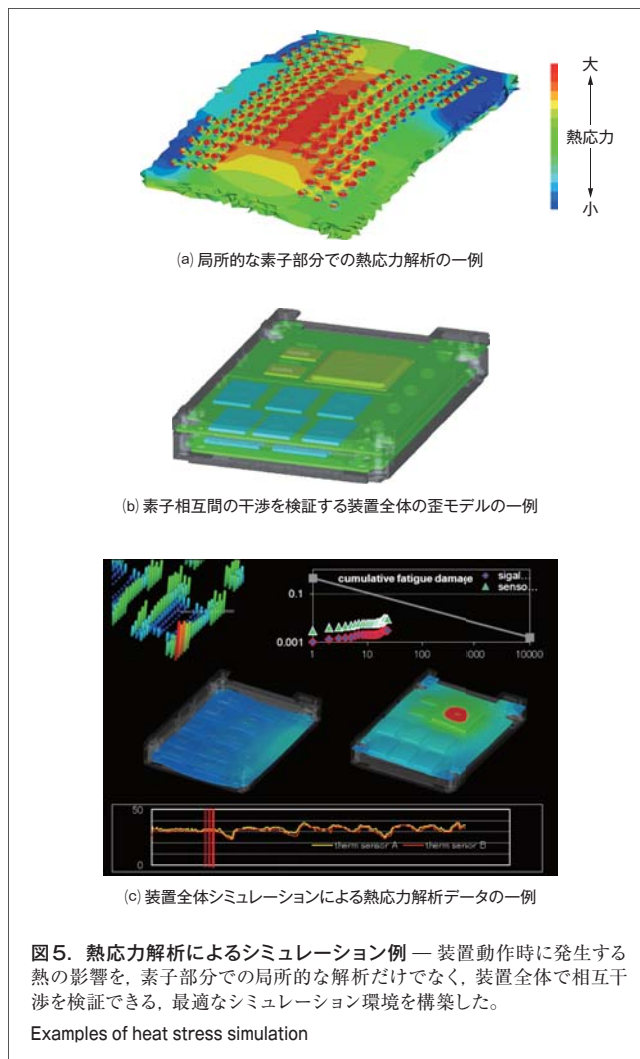 大
熱応力
小
(a) 局所的な素子部分での熱応力解析の一例
(b) 素子相互間の干渉を検証する装置全体の歪モデルの一例
cumulative fatigue damage
sigal...
senso...
0.1
0.001
1
10
100
1000
10000
50
0
therm sensor A
therm senor B
(c) 装置全体シミュレーションによる熱応力解析データの一例
図5. 熱応力解析によるシミュレーション例 — 装置動作時に発生する
熱の影響を,素子部分での局所的な解析だけでなく,装置全体で相互干
渉を検証できる,最適なシミュレーション環境を構築した。
Examples of heat stress simulation